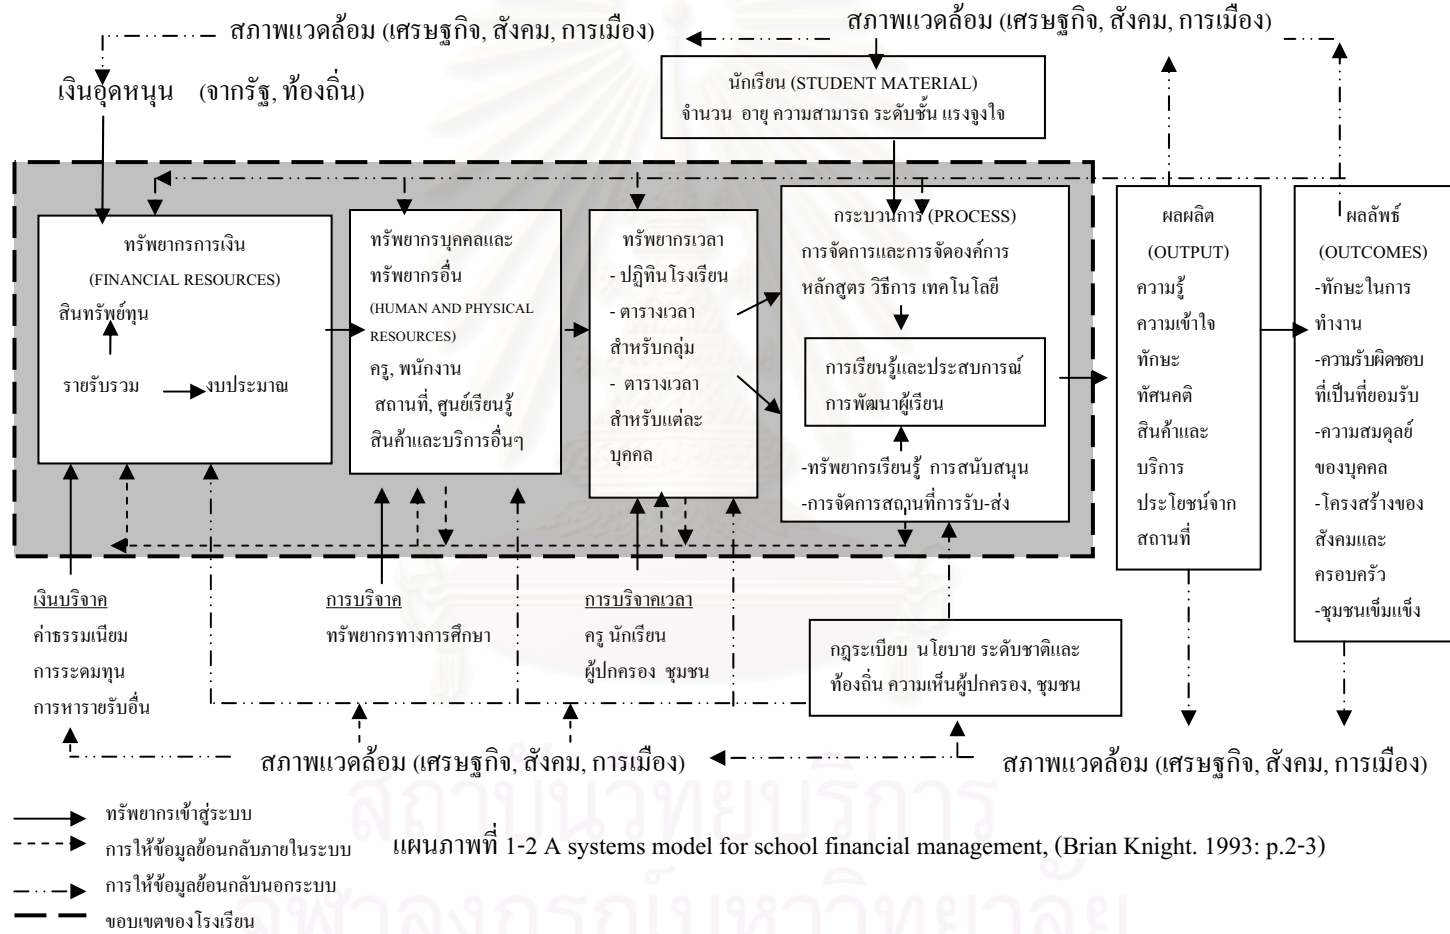 สภาพแวดล้อม (เศรษฐกิจ, สังคม, การเมือง)
สภาพแวดล้อม (เศรษฐกิจ, สังคม, การเมือง)
เงินอุดหนุน (จากรัฐ, ท้องถิ่น)
นักเรียน (STUDENT MATERIAL)
จำนวน อายุ ความสามารถ ระดับชั้น แรงจูงใจ
ทรัพยากรการเงิน
(FINANCIAL RESOURCES)
สินทรัพย์ทุน
รายรับรวม
งบประมาณ
ทรัพยากรบุคคลและ
ทรัพยากรอื่น
(HUMAN AND PHYSICAL
RESOURCES)
ครู, พนักงาน
สถานที่, ศูนย์เรียนรู้
สินค้าและบริการอื่นๆ
ทรัพยากรเวลา
- ปฏิทินโรงเรียน
- ตารางเวลา
สำหรับกลุ่ม
- ตารางเวลา
สำหรับแต่ละ
บุคคล
กระบวนการ (PROCESS)
การจัดการและการจัดองค์การ
หลักสูตร วิธีการ เทคโนโลยี
การเรียนรู้และประสบการณ์
การพัฒนาผู้เรียน
-ทรัพยากรเรียนรู้ การสนับสนุน
-การจัดการสถานที่การรับ-ส่ง
ผลผลิต
(OUTPUT)
ความรู้
ความเข้าใจ
ทักษะ
ทัศนคติ
สินค้าและ
บริการ
ประโยชน์จาก
สถานที่
ผลลัพธ์
(OUTCOMES)
-ทักษะในการ
ทำงาน
-ความรับผิดชอบ
ที่เป็นที่ยอมรับ
-ความสมดุลย์
ของบุคคล
-โครงสร้างของ
สังคมและ
ครอบครัว
-ชุมชนเข็มแข็ง
เงินบริจาค
ค่าธรรมเนียม
การระดมทุน
การหารายรับอื่น
การบริจาค
ทรัพยากรทางการศึกษา
การบริจาคเวลา
ครู นักเรียน
ผู้ปกครอง ชุมชน
กฎระเบียบ นโยบาย ระดับชาติและ
ท้องถิ่น ความเห็นผู้ปกครอง, ชุมชน
สภาพแวดล้อม (เศรษฐกิจ, สังคม, การเมือง)
สภาพแวดล้อม (เศรษฐกิจ, สังคม, การเมือง)
ทรัพยากรเข้าสู่ระบบ
การให้ข้อมูลย้อนกลับภายในระบบ
การให้ข้อมูลย้อนกลับนอกระบบ
ขอบเขตของโรงเรียน
แผนภาพที่ 1-2 A systems model for school financial management, (Brian Knight. 1993: p.2-3)
สถาบันวิทยบริการ
จุฬาลงกรณ์มหาวิทยาลัย